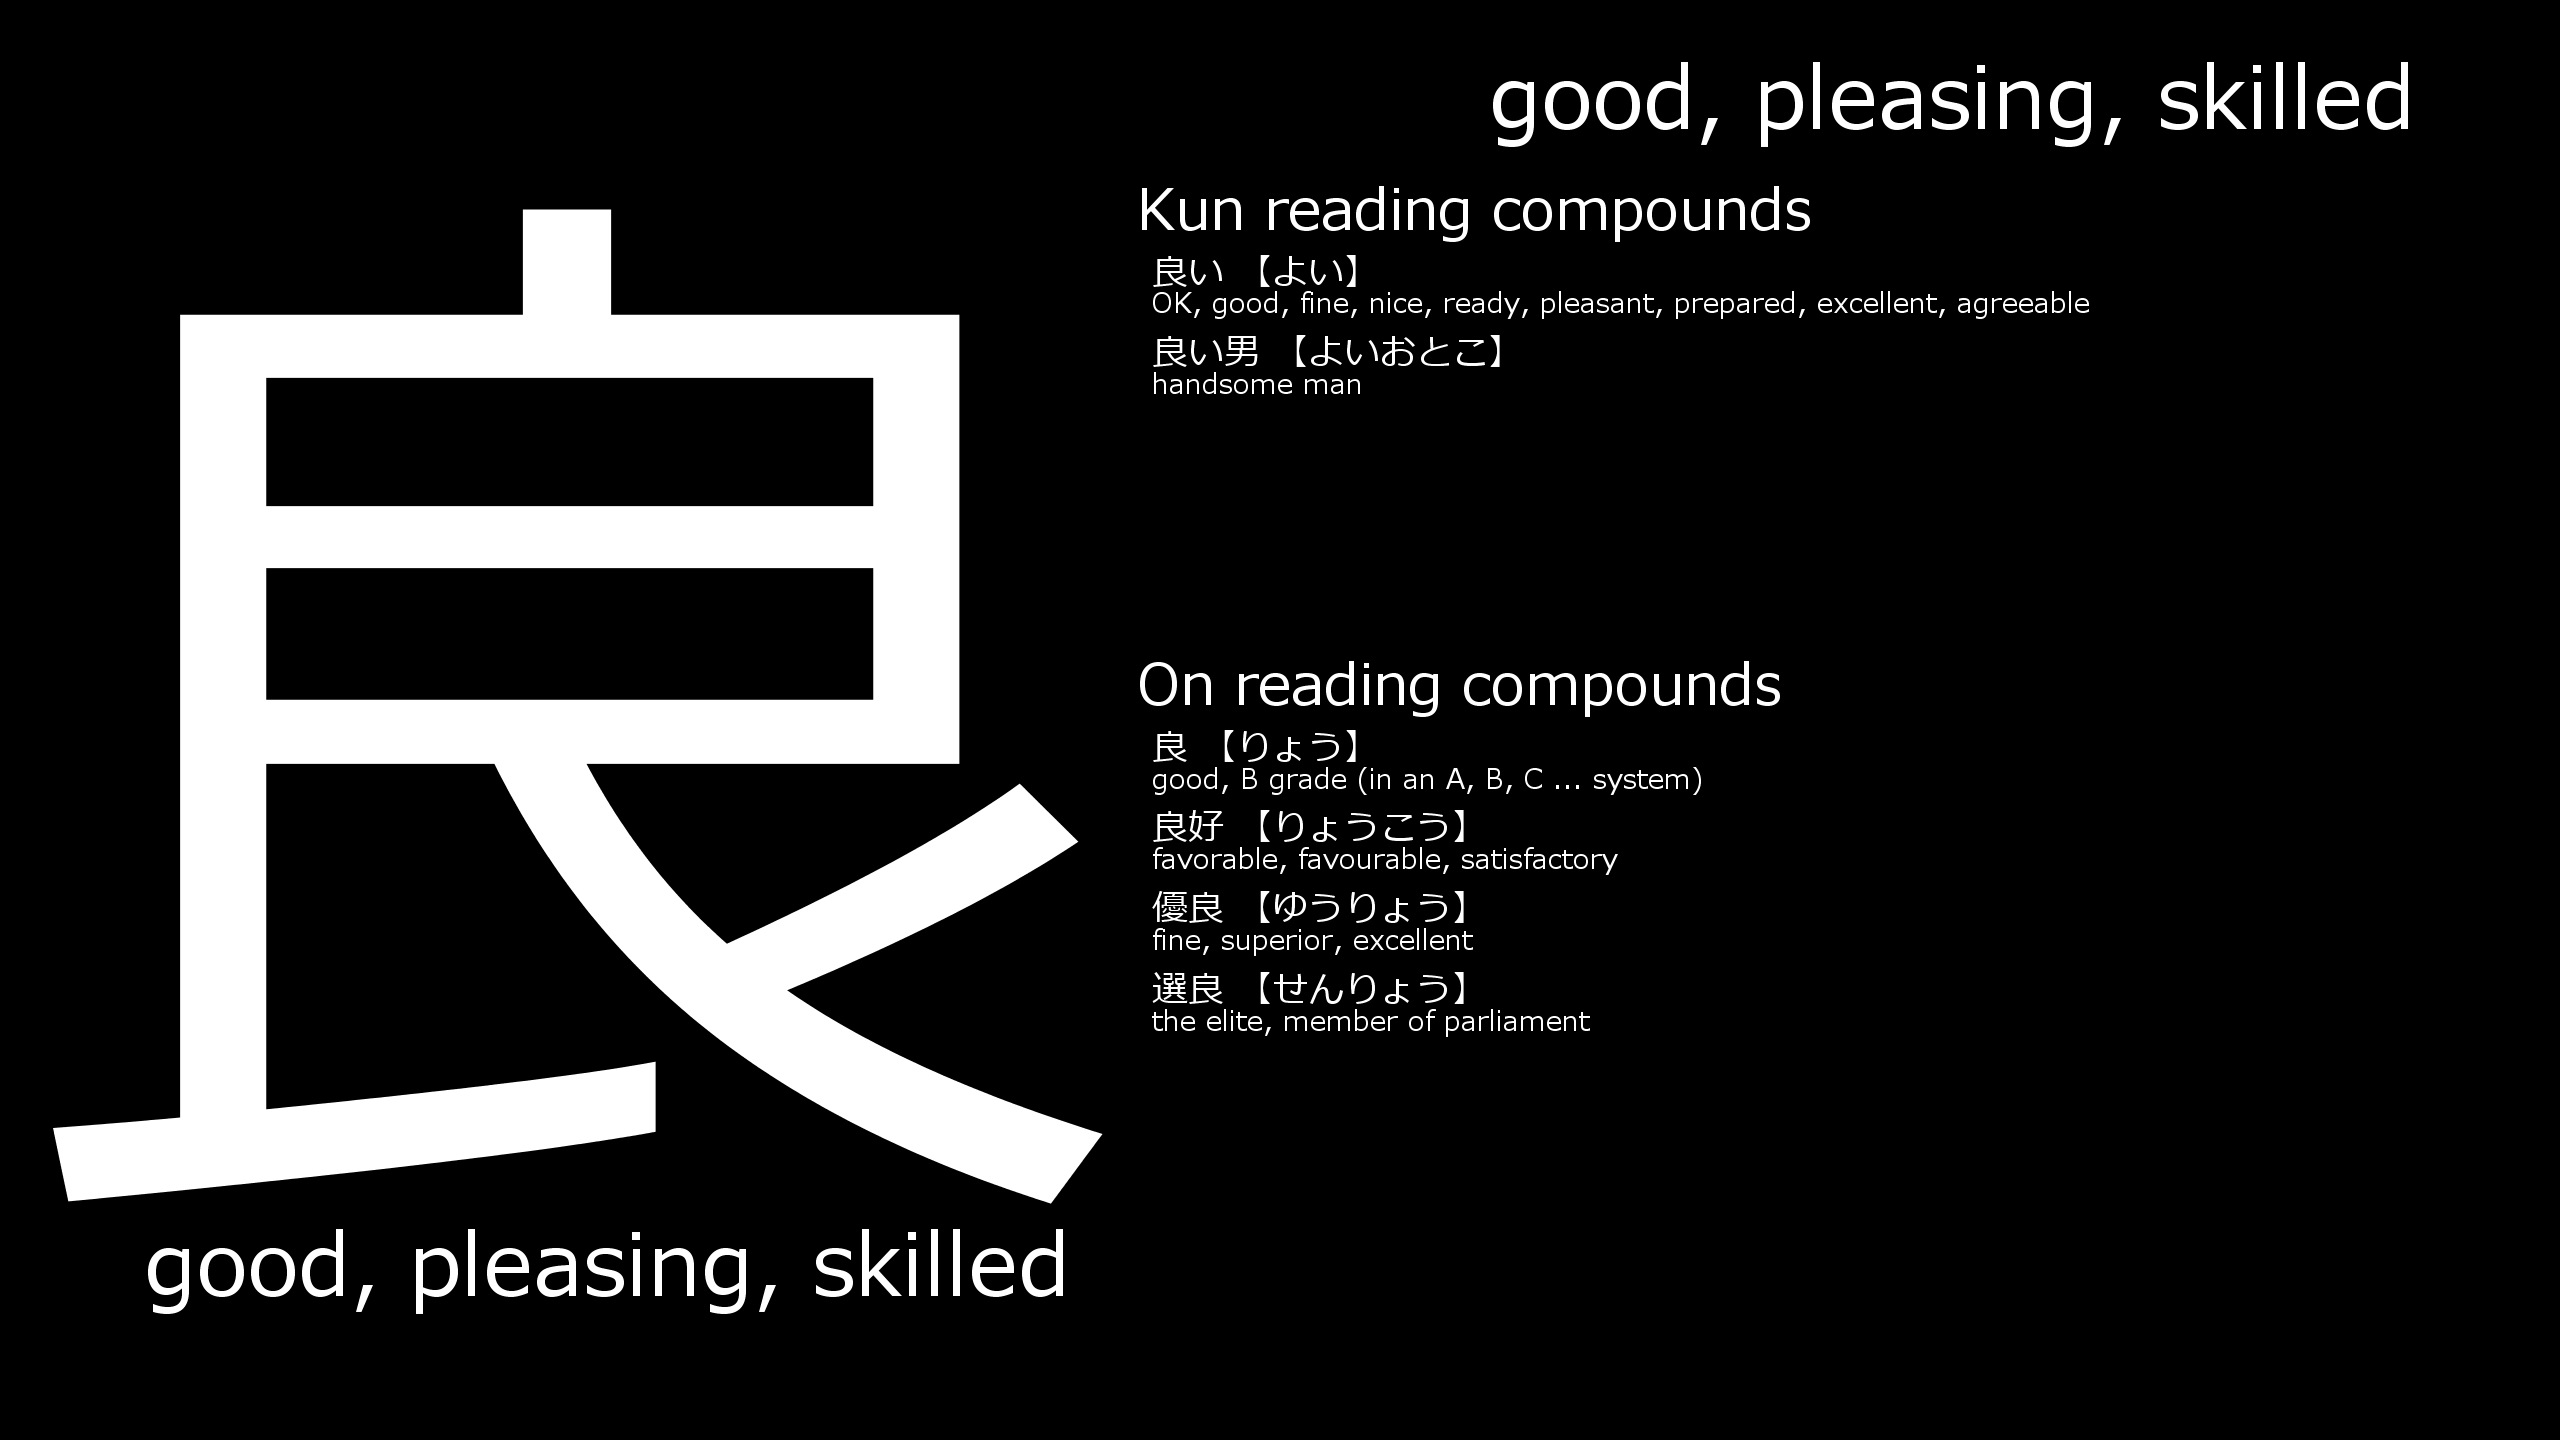 良
good, pleasing, skilled
good, pleasing, skilled
Kun reading compounds
良い 【よい】
OK, good, fine, nice, ready, pleasant, prepared, excellent, agreeable
良い男 【よいおとこ】
handsome man
On reading compounds
良 【りょう】
good, B grade (in an A, B, C ... system)
良好 【りょうこう】
favorable, favourable, satisfactory
優良 【ゆうりょう】
fine, superior, excellent
選良 【せんりょう】
the elite, member of parliament